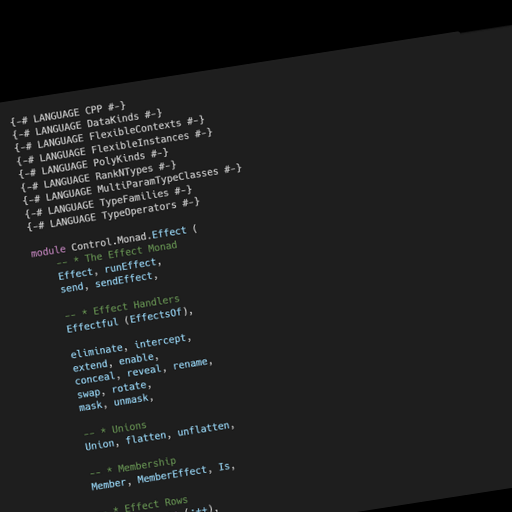 {-# LANGUAGE CPP #-}
{-# LANGUAGE DataKinds #-}
{-# LANGUAGE FlexibleContexts #-}
{-# LANGUAGE FlexibleInstances #-}
{-# LANGUAGE PolyKinds #-}
{-# LANGUAGE RankNTypes #-}
{-# LANGUAGE MultiParamTypeClasses #-}
{-# LANGUAGE TypeFamilies #-}
{-# LANGUAGE TypeOperators #-}
module Control.Monad.Effect (
-- * The Effect Monad
Effect, runEffect,
send, sendEffect,
-- * Effect Handlers
Effectful (EffectsOf),
eliminate, intercept,
extend, enable,
conceal, reveal, rename,
swap, rotate,
mask, unmask,
-- * Unions
Union, flatten, unflatten,
-- * Membership
Member, MemberEffect, Is,
* Effect Rows
(:++),